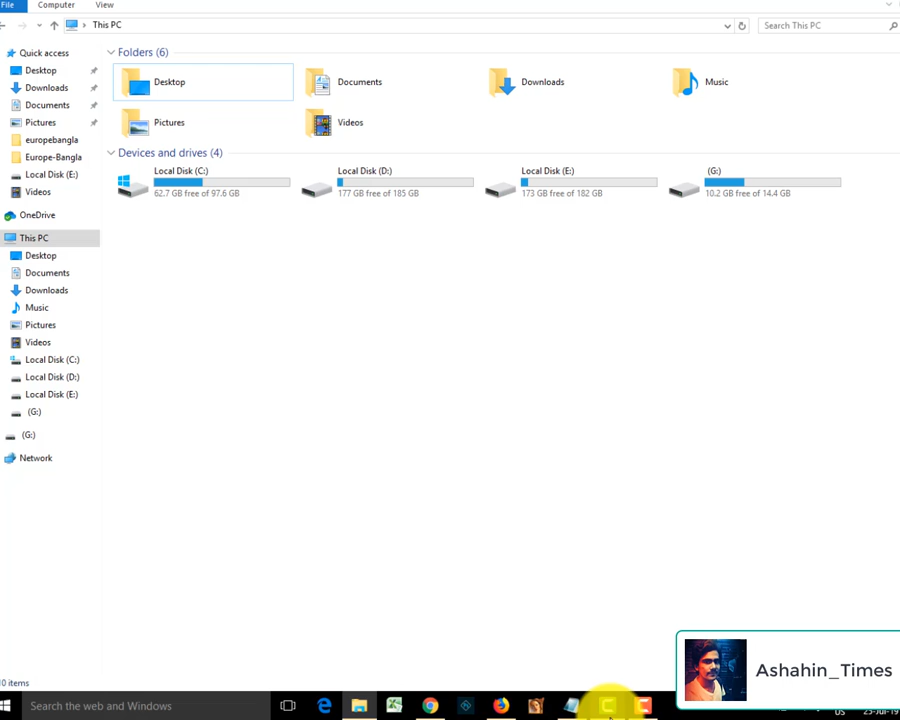 File Computer View
This PC
Search This PC
Quick access
Desktop
Downloads
Documents
Pictures
europebangla
Europe-Bangla
Local Disk (E:)
Videos
OneDrive
This PC
Desktop
Documents
Downloads
Music
Pictures
Videos
Local Disk (C:)
Local Disk (D:)
Local Disk (E:)
(G:)
(G:)
Network
Folders (6)
Desktop
Documents
Downloads
Music
Pictures
Videos
Devices and drives (4)
Local Disk (C:)
62.7 GB free of 97.6 GB
Local Disk (D:)
177 GB free of 185 GB
Local Disk (E:)
173 GB free of 182 GB
(G:)
10.2 GB free of 14.4 GB
Ashahin_Times
10 items
Search the web and Windows